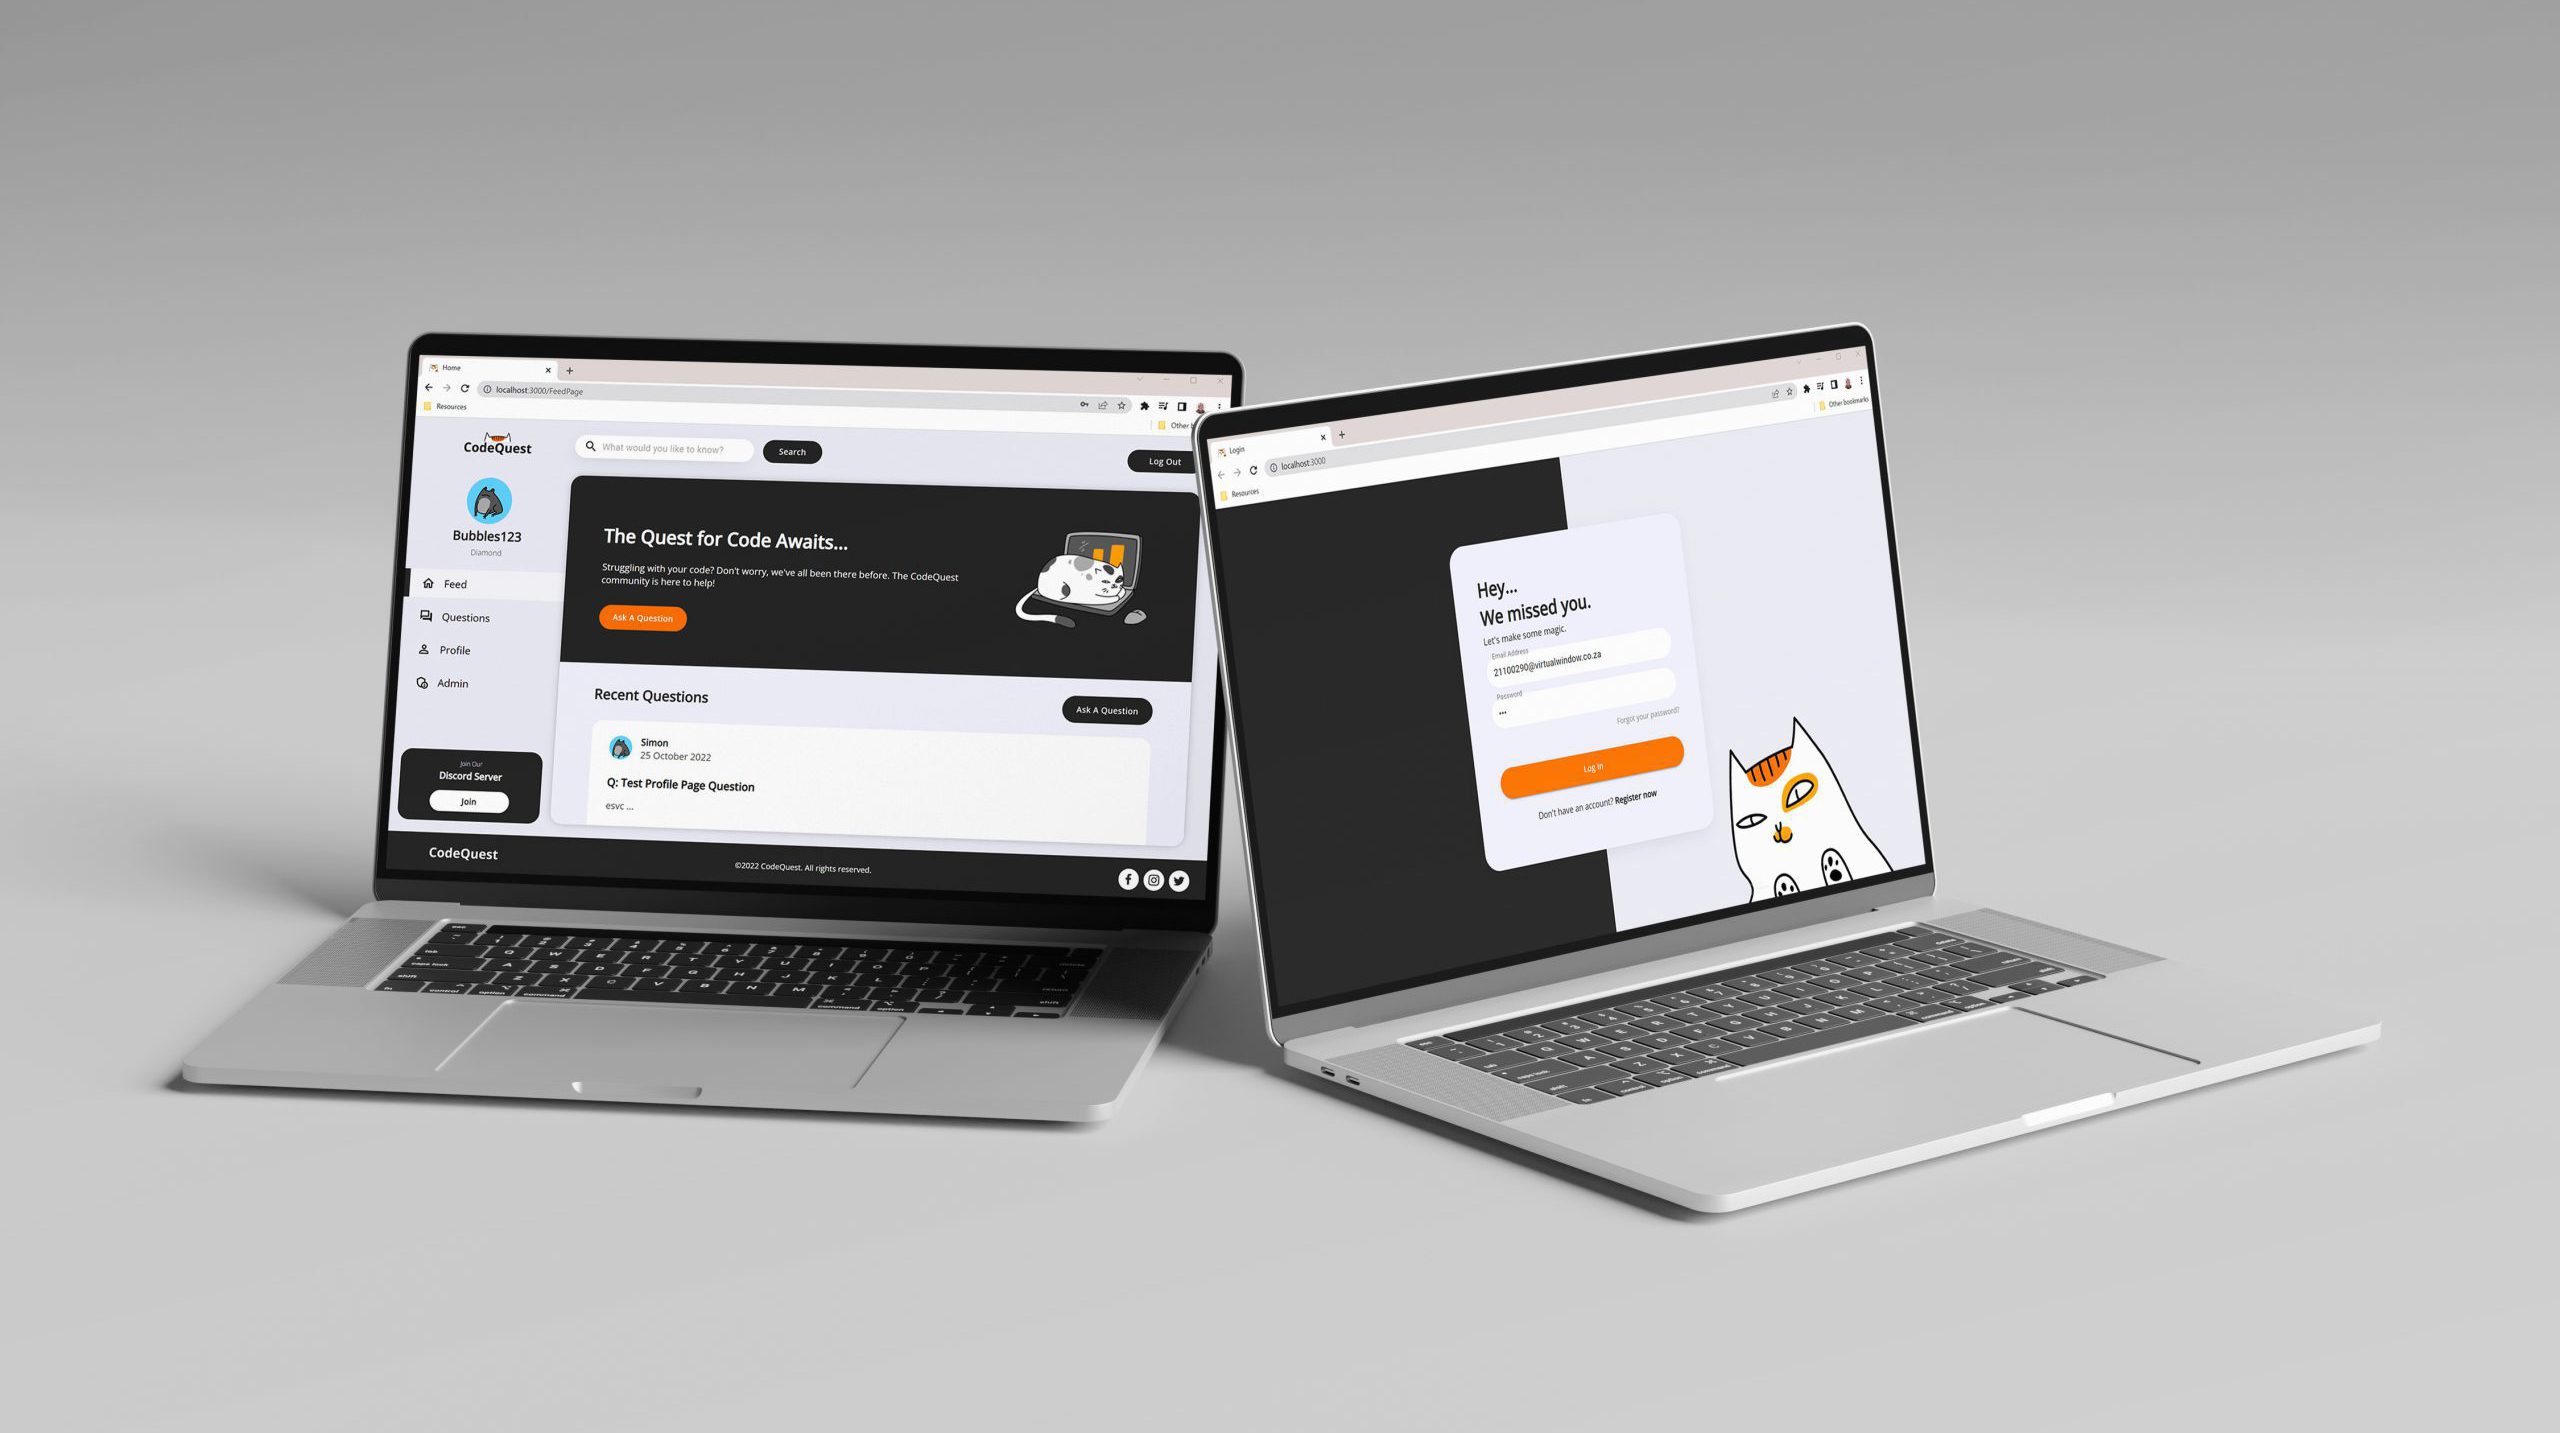 Home
localhost:3000/FeedPage
Resources
Other
CodeQuest
What would you like to know?
Search
Log Out
Bubbles123
Diamond
Feed
Questions
Profile
Admin
The Quest for Code Awaits...
Struggling with your code? Don't worry, we've all been there before. The CodeQuest
community is here to help!
Ask A Question
Recent Questions
Ask A Question
Simon
25 October 2022
Q: Test Profile Page Question
esvc ...
Join Our
Discord Server
Join
CodeQuest
©2022 CodeQuest. All rights reserved.
Login
localhost:3000
Resources
Other bookmarks
Hey...
We missed you.
Let's make some magic.
Email Address
21100290@virtualwindow.co.za
Password
Forgot your password?
Log in
Don't have an account? Register now